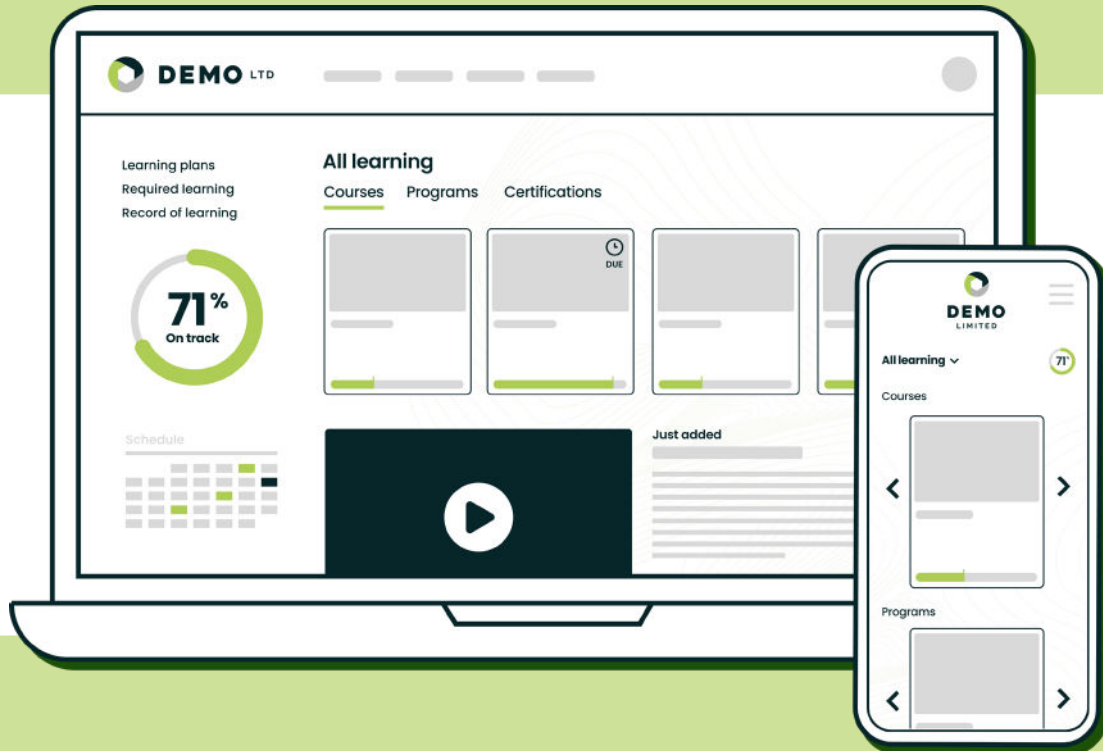 DEMO LTD
Learning plans
Required learning
Record of learning
71%
On track
Schedule
All learning
Courses Programs Certifications
DUE
Just added
DEMO
LIMITED
All learning
71°
Courses
Programs